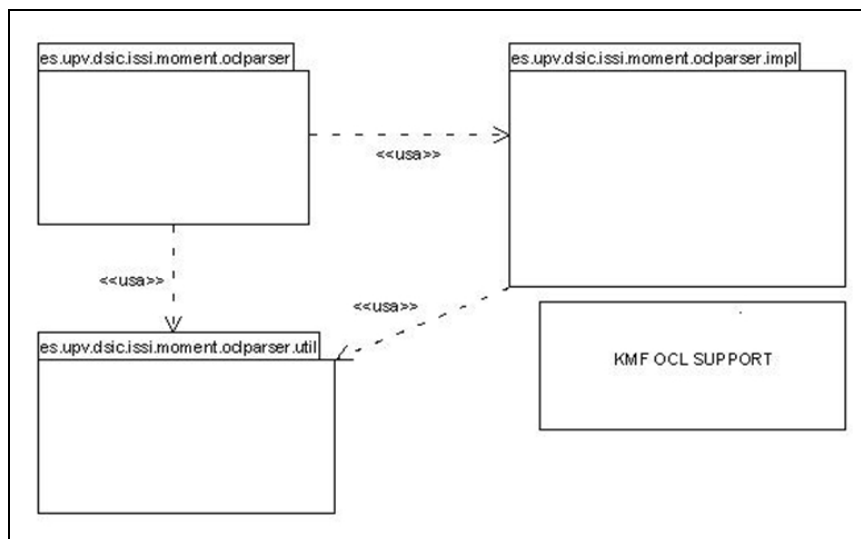 es.upv.dsic.issi.moment.oclparser
es.upv.dsic.issi.moment.oclparser.impl
<<usa>>
<<usa>>
<<usa>>
es.upv.dsic.issi.moment.oclparser.util
KMF OCL SUPPORT